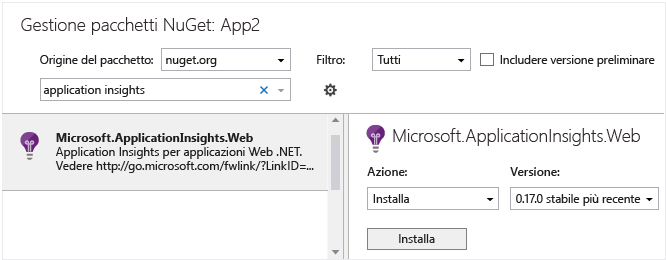 Gestione pacchetti NuGet: App2
Origine del pacchetto: nuget.org Filtro: Tutti Includere versione preliminare
application insights
Microsoft.ApplicationInsights.Web
Application Insights per applicazioni Web .NET.
Vedere http://go.microsoft.com/fwlink/?LinkID=...
Microsoft.ApplicationInsights.Web
Azione: Versione:
Installa 0.17.0 stabile più recente
Installa